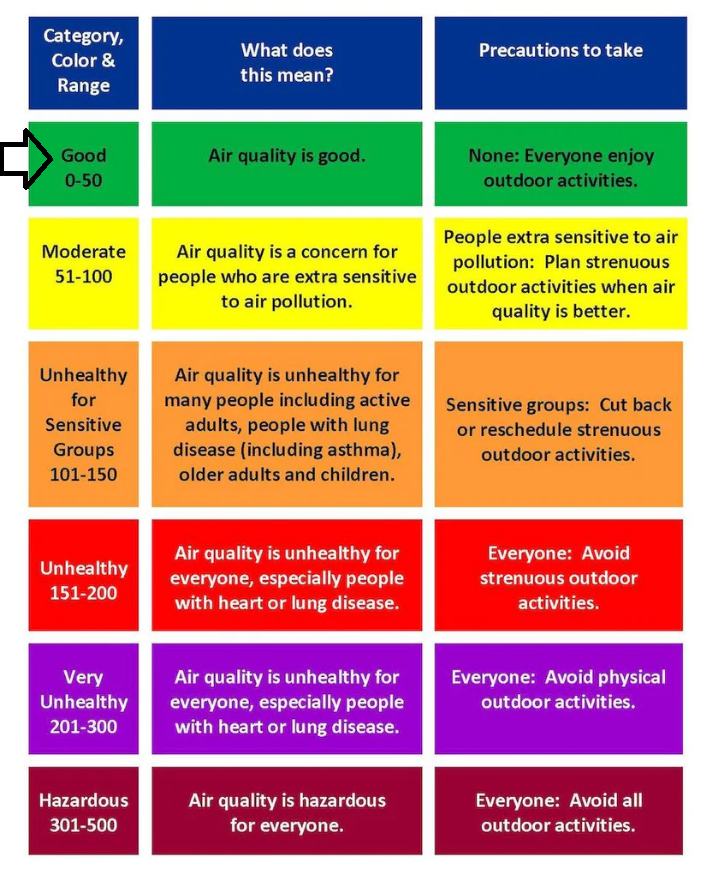 Category,
Color &
Range
What does
this mean?
Precautions to take
Good
0-50
Air quality is good.
None: Everyone enjoy
outdoor activities.
Moderate
51-100
Air quality is a concern for
people who are extra sensitive
to air pollution.
People extra sensitive to air
pollution: Plan strenuous
outdoor activities when air
quality is better.
Unhealthy
for
Sensitive
Groups
101-150
Air quality is unhealthy for
many people including active
adults, people with lung
disease (including asthma),
older adults and children.
Sensitive groups: Cut back
or reschedule strenuous
outdoor activities.
Unhealthy
151-200
Air quality is unhealthy for
everyone, especially people
with heart or lung disease.
Everyone: Avoid
strenuous outdoor
activities.
Very
Unhealthy
201-300
Air quality is unhealthy for
everyone, especially people
with heart or lung disease.
Everyone: Avoid physical
outdoor activities.
Hazardous
301-500
Air quality is hazardous
for everyone.
Everyone: Avoid all
outdoor activities.